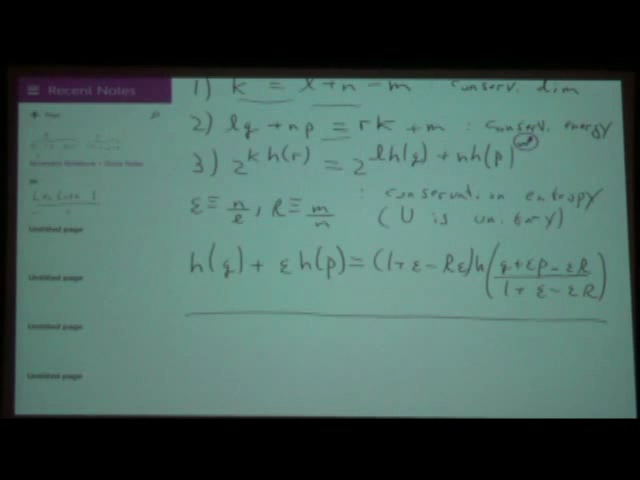 Recent Notes
1) k = l + n - m conserv. dim
+ Page
2) lq + np = rk + m : conserv. energy
3) 2^{k h(r)} = 2^{l h(q) + n h(p)}
: conservation entropy
ε ≡ n/l , R ≡ m/n ( U is unitary )
Untitled page
h(q) + ε h(p) = (1 + ε - Rε) h( (q + εp - εR) / (1 + ε - εR) )
Untitled page
Untitled page
Untitled page